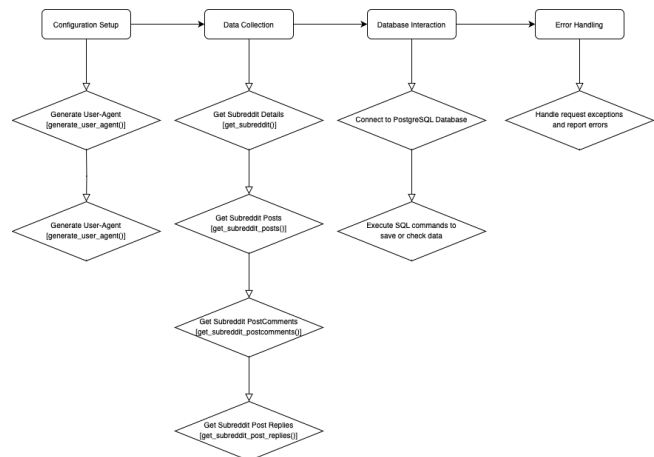 Configuration Setup
Data Collection
Database Interaction
Error Handling
Generate User-Agent
[generate_user_agent()]
Get Subreddit Details
[get_subreddit()]
Connect to PostgreSQL Database
Handle request exceptions
and report errors
Generate User-Agent
[generate_user_agent()]
Get Subreddit Posts
[get_subreddit_posts()]
Execute SQL commands to
save or check data
Get Subreddit PostComments
[get_subreddit_postcomments()]
Get Subreddit Post Replies
[get_subreddit_post_replies()]